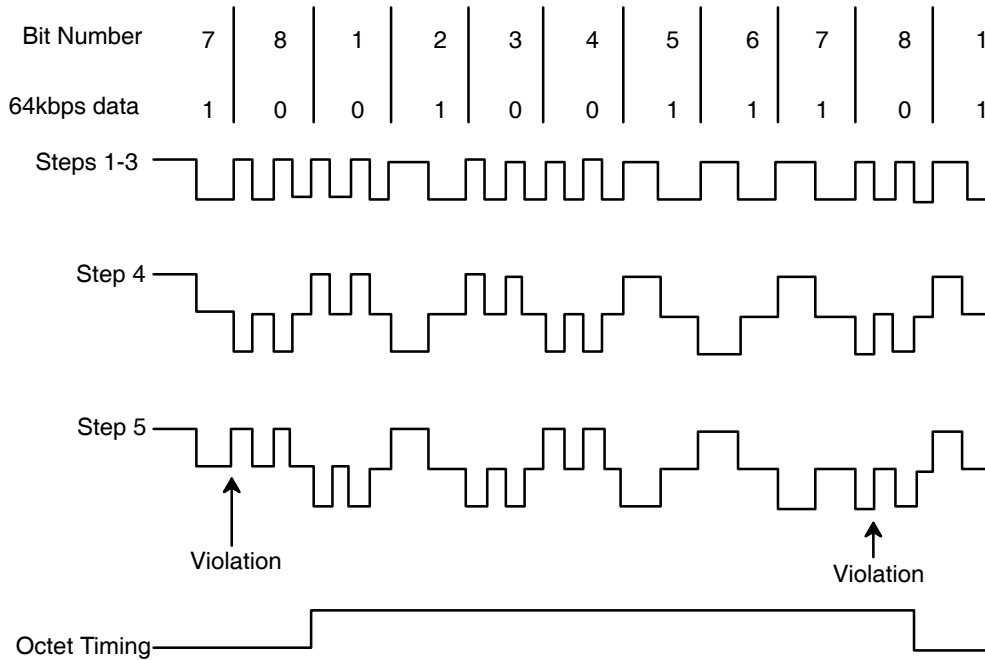 Bit Number 7 8 1 2 3 4 5 6 7 8 1
64kbps data 1 0 0 1 0 0 1 1 1 0 1
Steps 1-3
Step 4
Step 5
Violation
Violation
Octet Timing